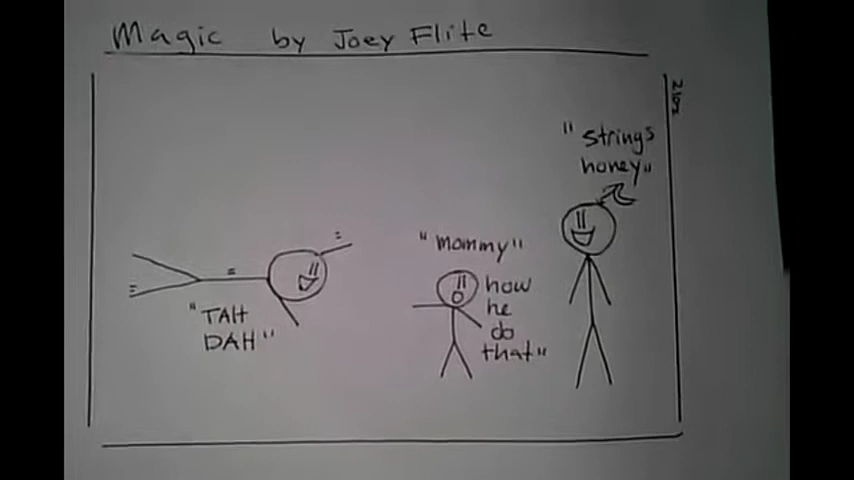 Magic by Joey Flite
"Strings
honey"
"mommy"
how
he
do
that"
"TAH
DAH"